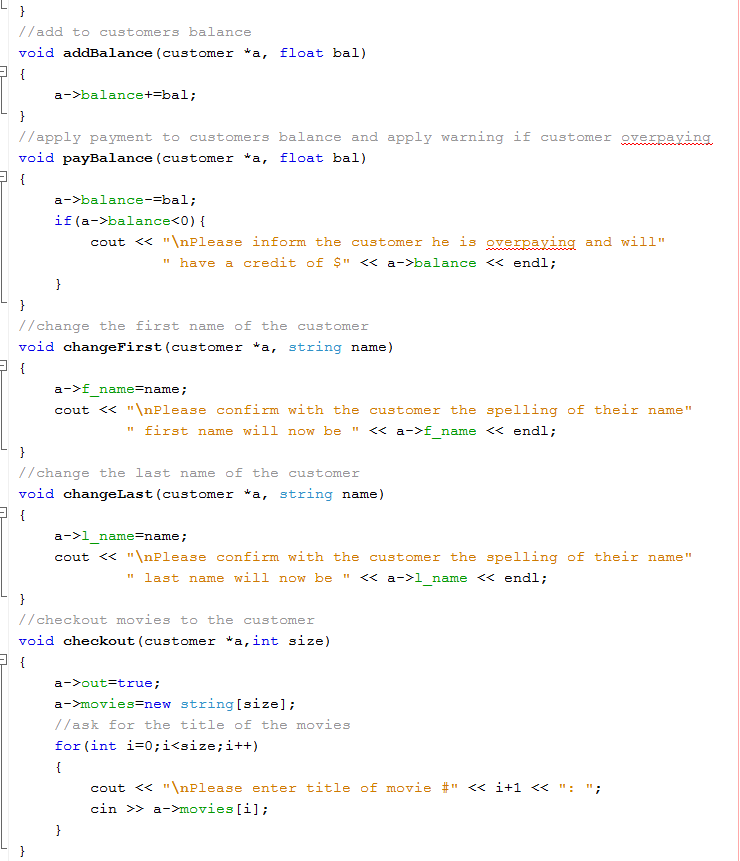 }
//add to customers balance
void addBalance(customer *a, float bal)
{
    a->balance+=bal;
}
//apply payment to customers balance and apply warning if customer overpaying
void payBalance(customer *a, float bal)
{
    a->balance-=bal;
    if(a->balance<0){
        cout << "\nPlease inform the customer he is overpaying and will"
                " have a credit of $" << a->balance << endl;
    }
}
//change the first name of the customer
void changeFirst(customer *a, string name)
{
    a->f_name=name;
    cout << "\nPlease confirm with the customer the spelling of their name"
            " first name will now be " << a->f_name << endl;
}
//change the last name of the customer
void changeLast(customer *a, string name)
{
    a->l_name=name;
    cout << "\nPlease confirm with the customer the spelling of their name"
            " last name will now be " << a->l_name << endl;
}
//checkout movies to the customer
void checkout(customer *a,int size)
{
    a->out=true;
    a->movies=new string[size];
    //ask for the title of the movies
    for(int i=0;i<size;i++)
    {
        cout << "\nPlease enter title of movie #" << i+1 << ": ";
        cin >> a->movies[i];
    }
}